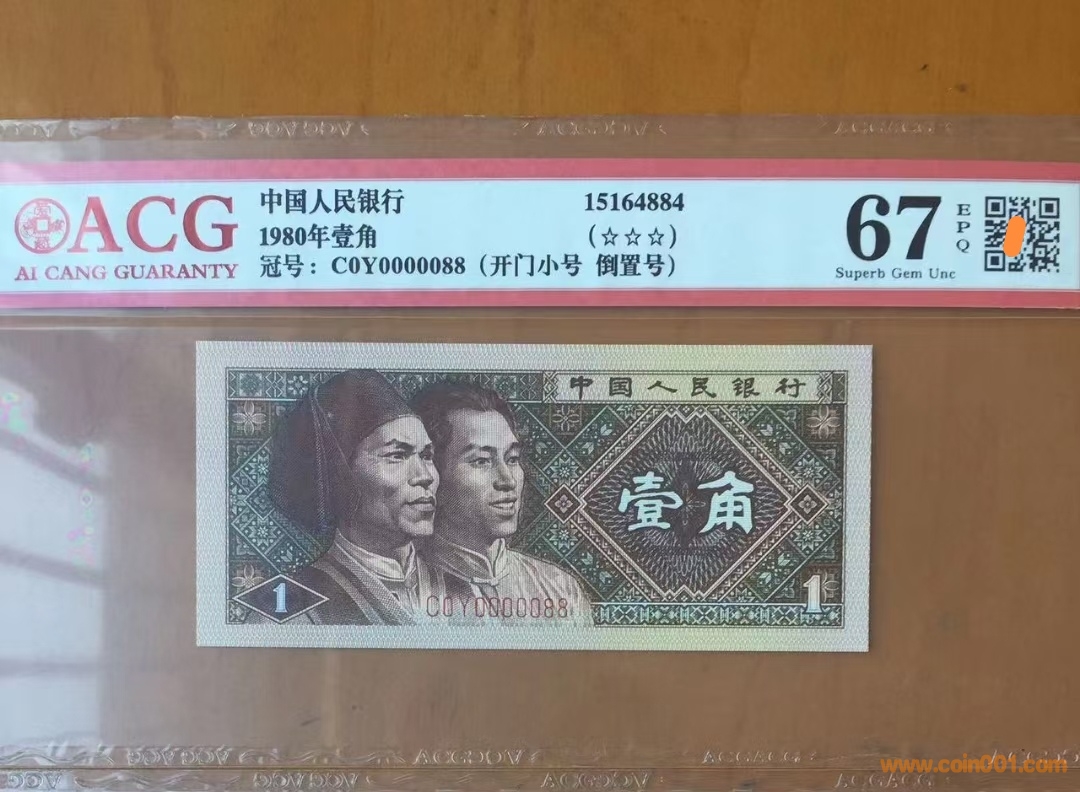 ACG
AI CANG GUARANTY
中国人民银行
15164884
1980年壹角
(☆☆☆)
冠号: C0Y0000088 (开门小号 倒置号)
67
EPQ
Superb Gem Unc
中国人民银行
壹角
1
C0Y0000088
1
www.coin001.com